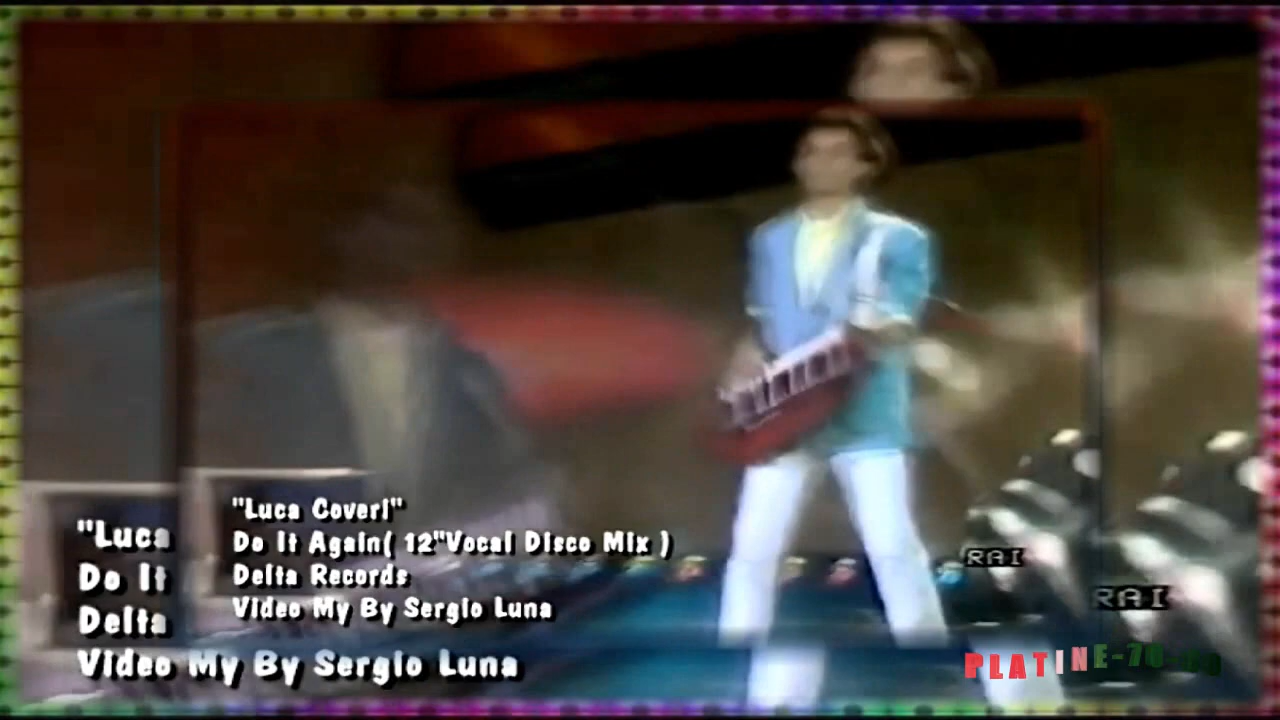 "Luca Coveri"
Do It Again( 12"Vocal Disco Mix )
Delta Records
Video My By Sergio Luna
"Luca
Do It
Delta
Video My By Sergio Luna
RAI
RAI
PLATINE-70-